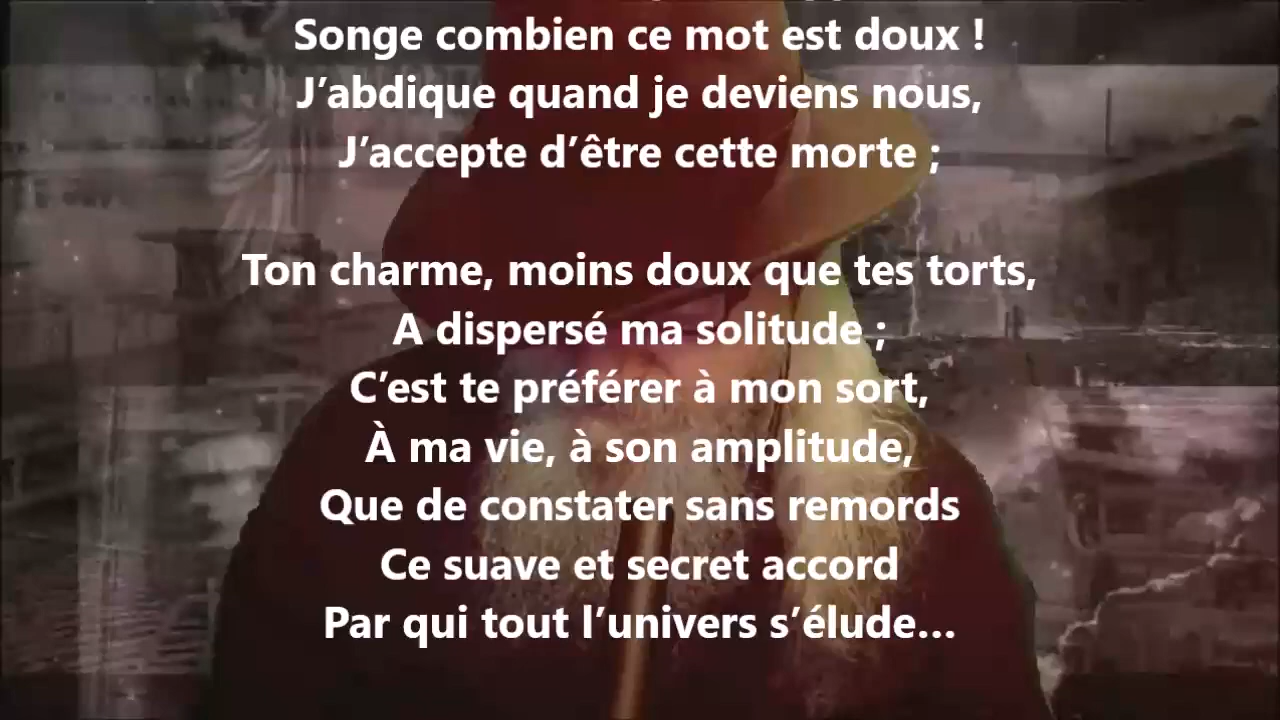 Songe combien ce mot est doux !
J’abdique quand je deviens nous,
J’accepte d’être cette morte ;
Ton charme, moins doux que tes torts,
A dispersé ma solitude ;
C’est te préférer à mon sort,
À ma vie, à son amplitude,
Que de constater sans remords
Ce suave et secret accord
Par qui tout l’univers s’élude…